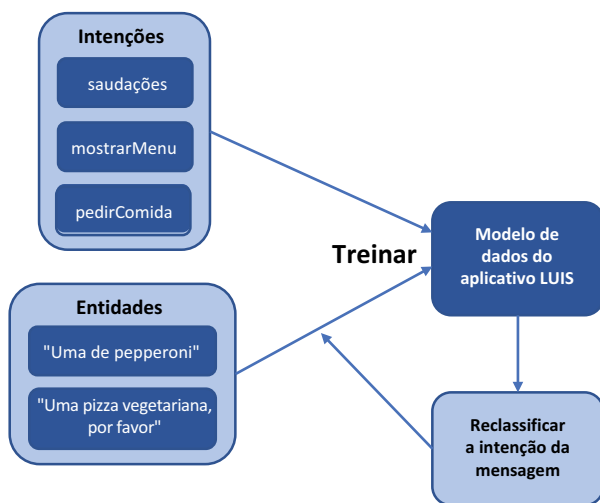 Intenções
saudações
mostrarMenu
pedirComida
Treinar
Modelo de
dados do
aplicativo LUIS
Entidades
"Uma de pepperoni"
"Uma pizza vegetariana,
por favor"
Reclassificar
a intenção da
mensagem